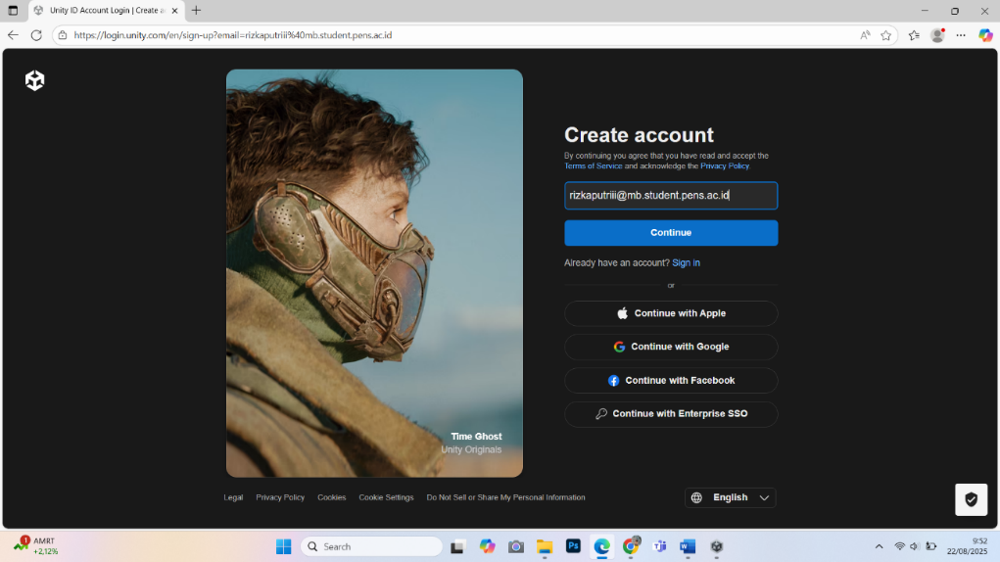 Unity ID Account Login | Create a
https://login.unity.com/en/sign-up?email=rizkaputriii%40mb.student.pens.ac.id
Create account
By continuing you agree that you have read and accept the
Terms of Service and acknowledge the Privacy Policy.
rizkaputriii@mb.student.pens.ac.id
Continue
Already have an account? Sign in
or
Continue with Apple
Continue with Google
Continue with Facebook
Continue with Enterprise SSO
Time Ghost
Unity Originals
Legal Privacy Policy Cookies Cookie Settings Do Not Sell or Share My Personal Information
English
1
AMRT
+2,12%
Search
Ps
9:52
22/08/2025